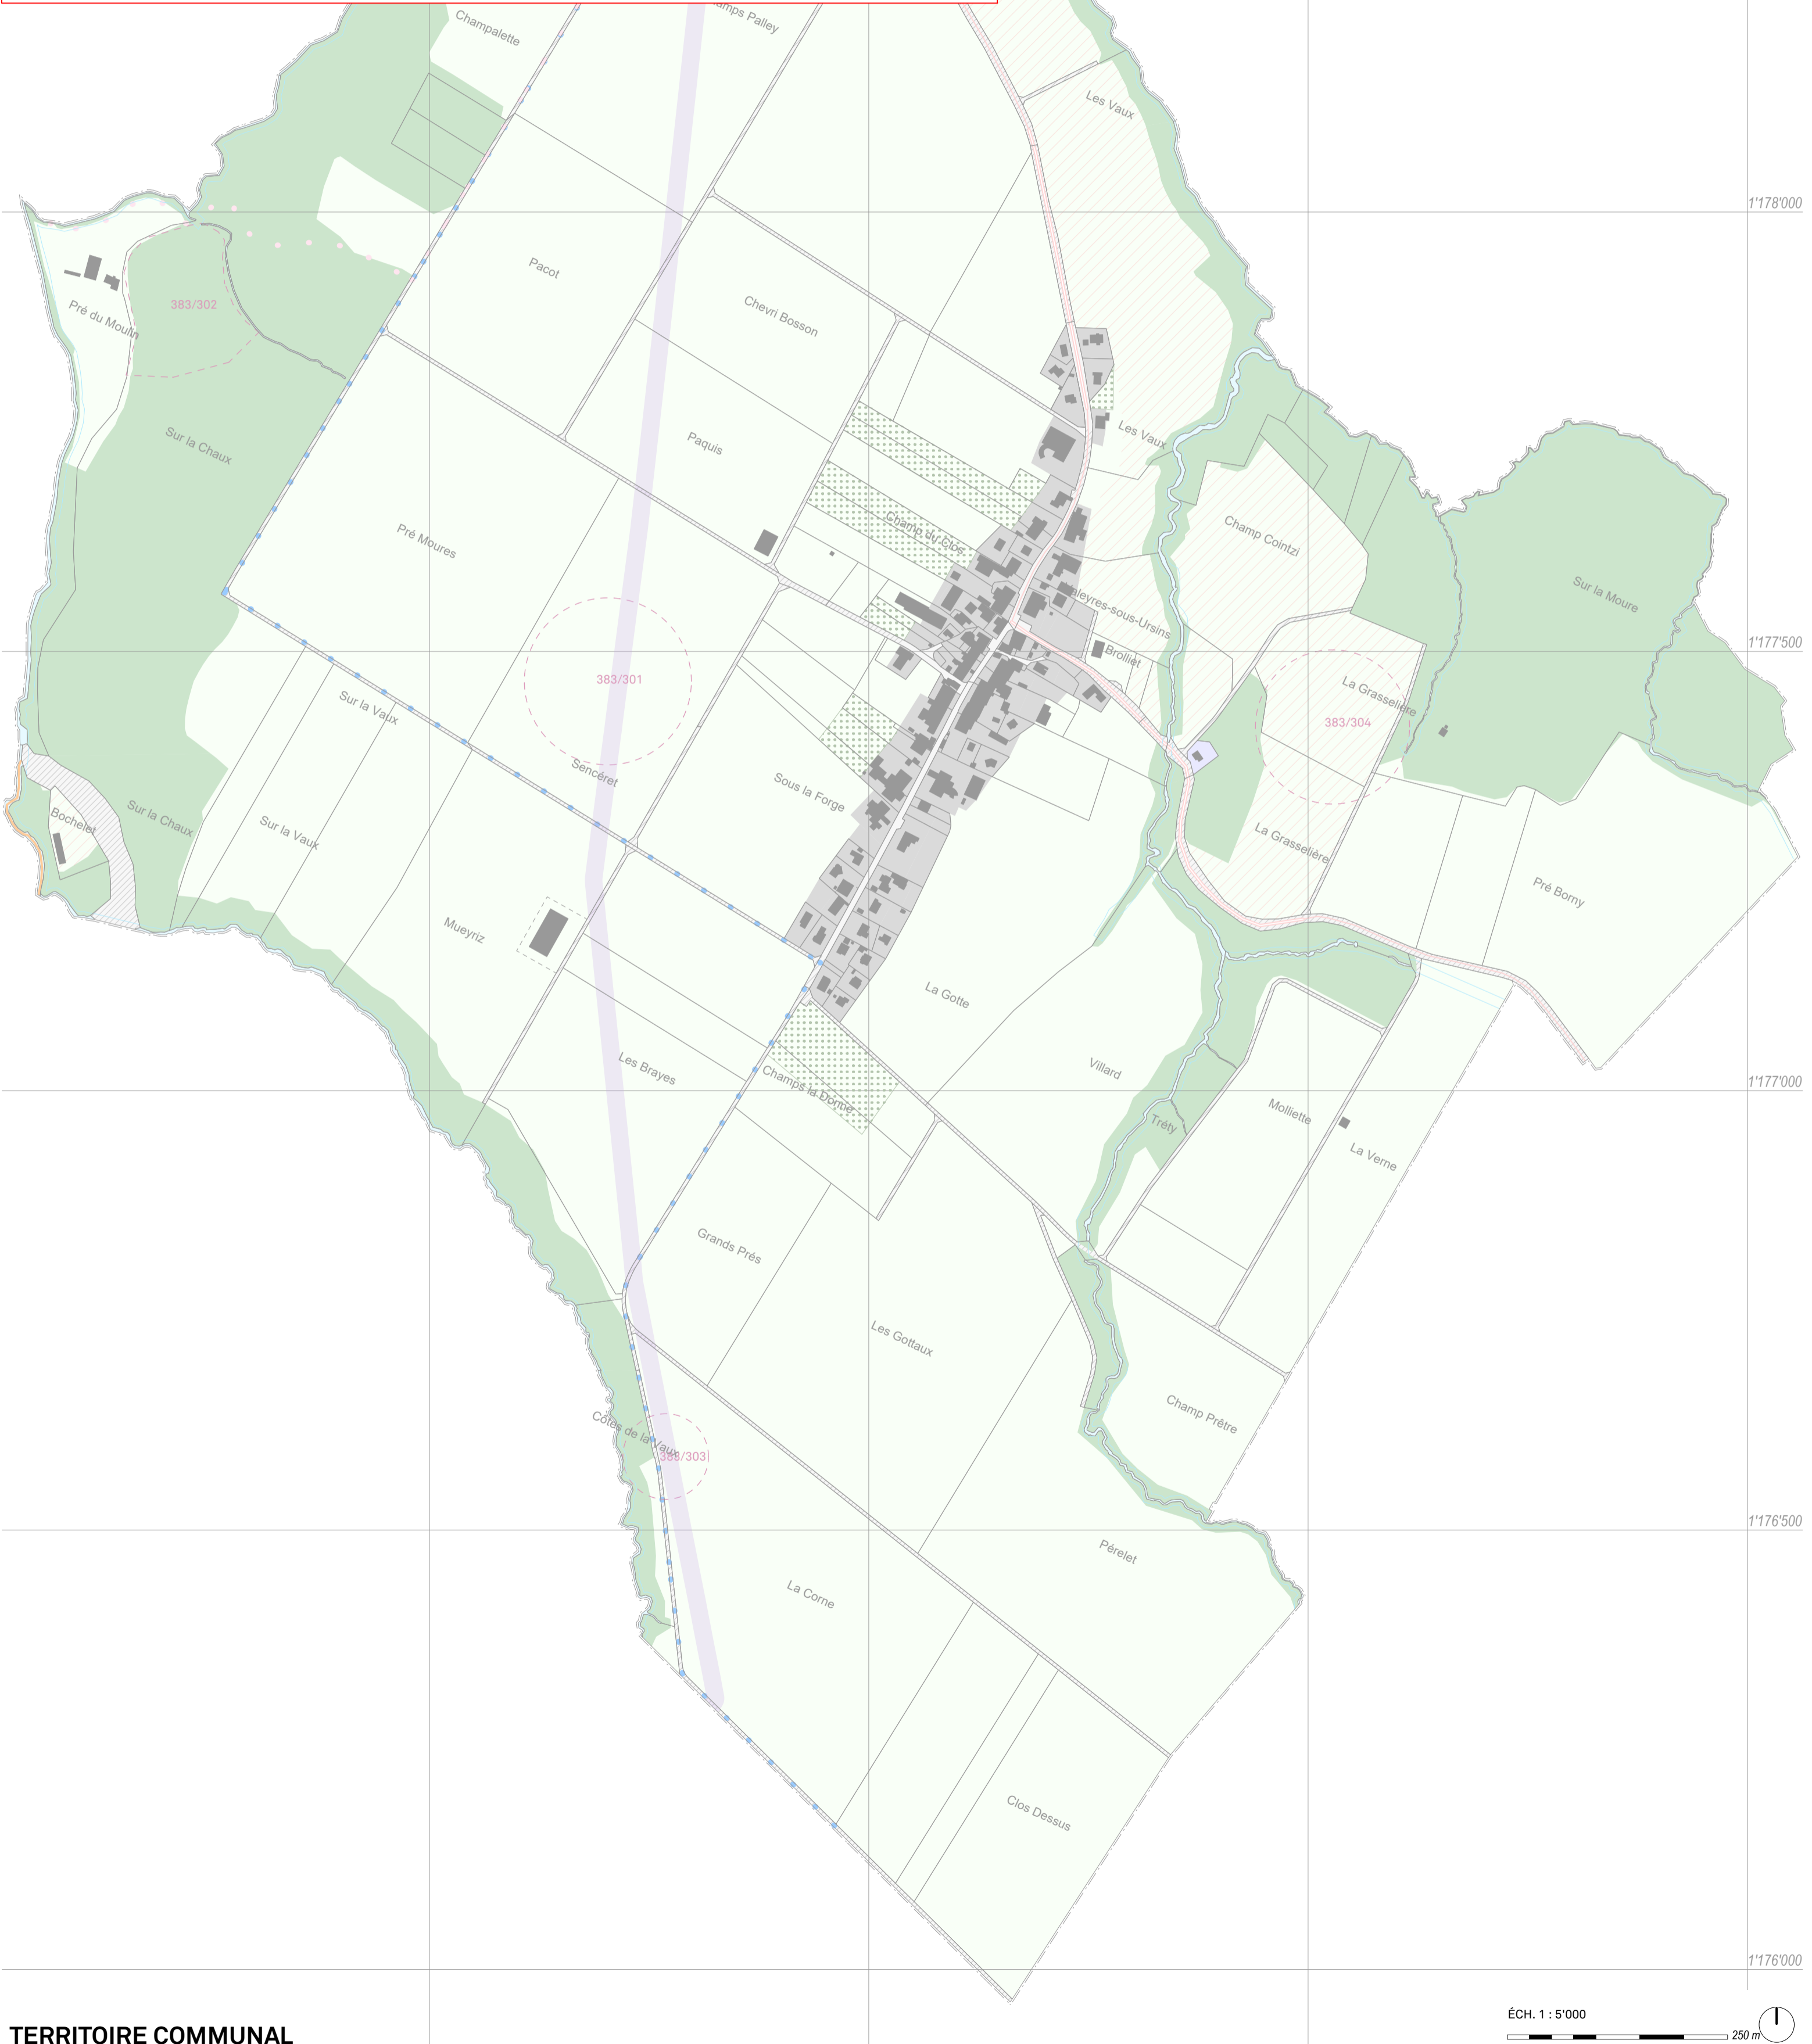 Champalette
Les Vaux
1'178'000
Pacot
383/302
Pré du Moulin
Chevri Bosson
Sur la Chaux
Paquis
Les Vaux
Pré Moures
Champ du Clos
Champ Cointzi
Sur la Moure
1'177'500
Brolliet
383/301
Sur la Vaux
La Grasselière
383/304
Sencéret
Sous la Forge
Bochelet
Sur la Chaux
Sur la Vaux
La Grasselière
Pré Borny
Mueyriz
La Gotte
Les Brayes
Villard
1'177'000
Champs la Donne
Molliette
Tréty
La Verne
Grands Prés
Les Gottaux
Champ Prêtre
Côtes de la Vaux
383/303
1'176'500
Pérelet
La Corne
Clos Dessus
1'176'000
ÉCH. 1 : 5'000
250 m
TERRITOIRE COMMUNAL